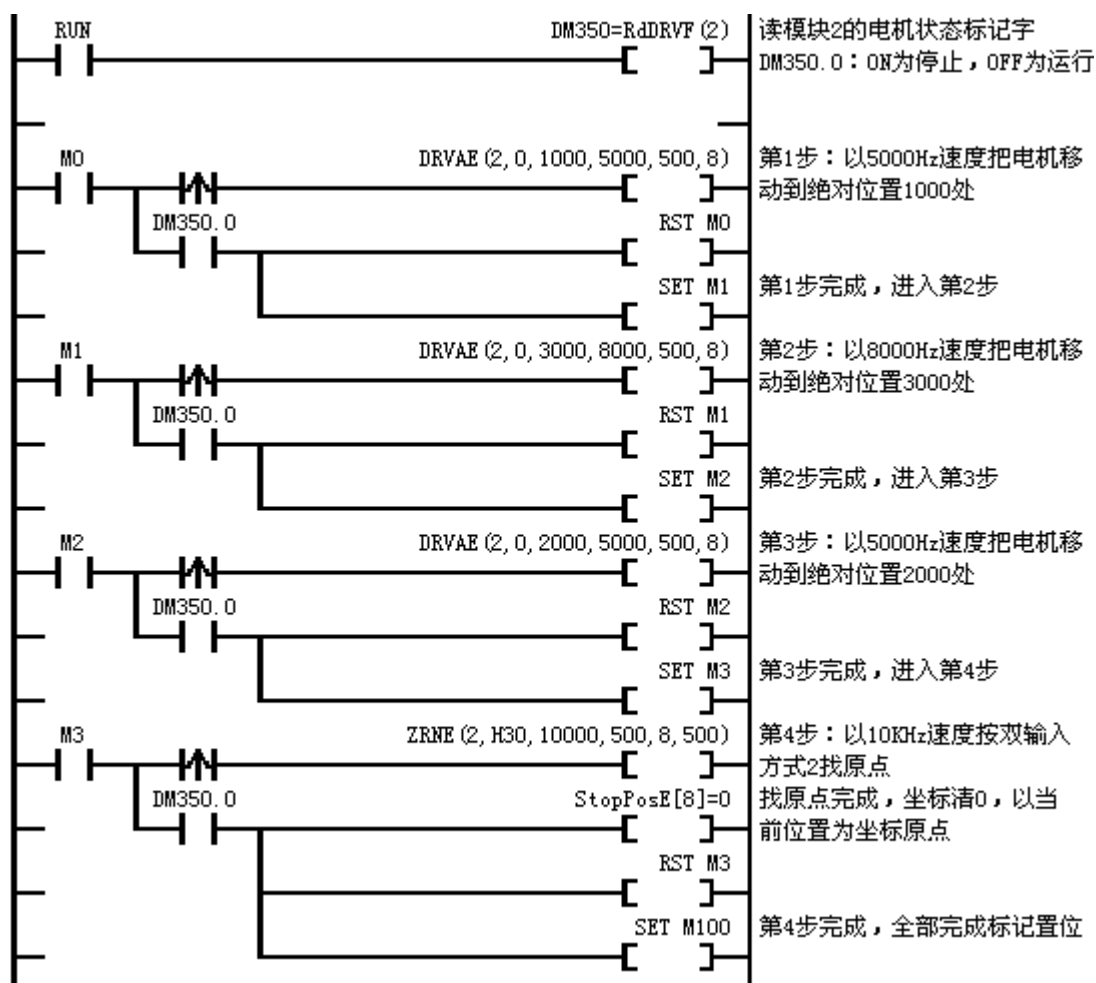 RUN
DM350=RdDRVF(2)
读模块2的电机状态标记字
DM350.0：ON为停止，OFF为运行
M0
DRVAE(2,0,1000,5000,500,8)
第1步：以5000Hz速度把电机移
动到绝对位置1000处
DM350.0
RST M0
SET M1
第1步完成，进入第2步
M1
DRVAE(2,0,3000,8000,500,8)
第2步：以8000Hz速度把电机移
动到绝对位置3000处
DM350.0
RST M1
SET M2
第2步完成，进入第3步
M2
DRVAE(2,0,2000,5000,500,8)
第3步：以5000Hz速度把电机移
动到绝对位置2000处
DM350.0
RST M2
SET M3
第3步完成，进入第4步
M3
ZRNE(2,H30,10000,500,8,500)
第4步：以10KHz速度按双输入
方式2找原点
DM350.0
StopPosE[8]=0
找原点完成，坐标清0，以当
前位置为坐标原点
RST M3
SET M100
第4步完成，全部完成标记置位